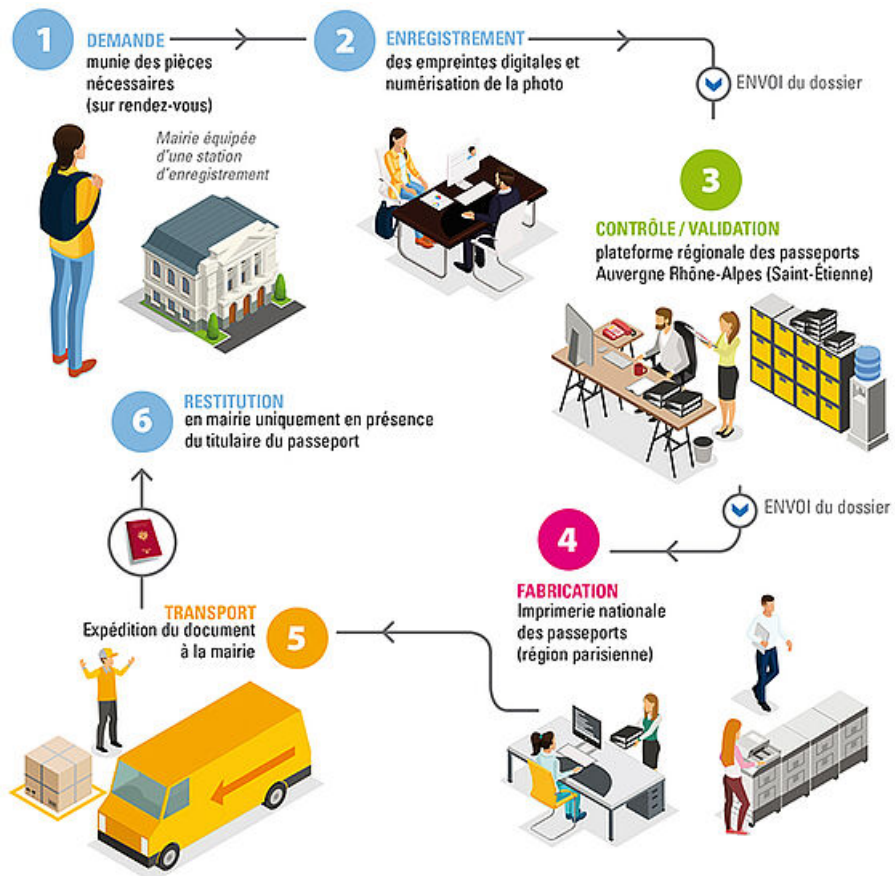 1
DEMANDE
munie des pièces
nécessaires
(sur rendez-vous)
Mairie équipée
d'une station
d'enregistrement
2
ENREGISTREMENT
des empreintes digitales et
numérisation de la photo
ENVOI du dossier
3
CONTRÔLE / VALIDATION
plateforme régionale des passeports
Auvergne Rhône-Alpes (Saint-Étienne)
ENVOI du dossier
4
FABRICATION
Imprimerie nationale
des passeports
(région parisienne)
5
TRANSPORT
Expédition du document
à la mairie
6
RESTITUTION
en mairie uniquement en présence
du titulaire du passeport